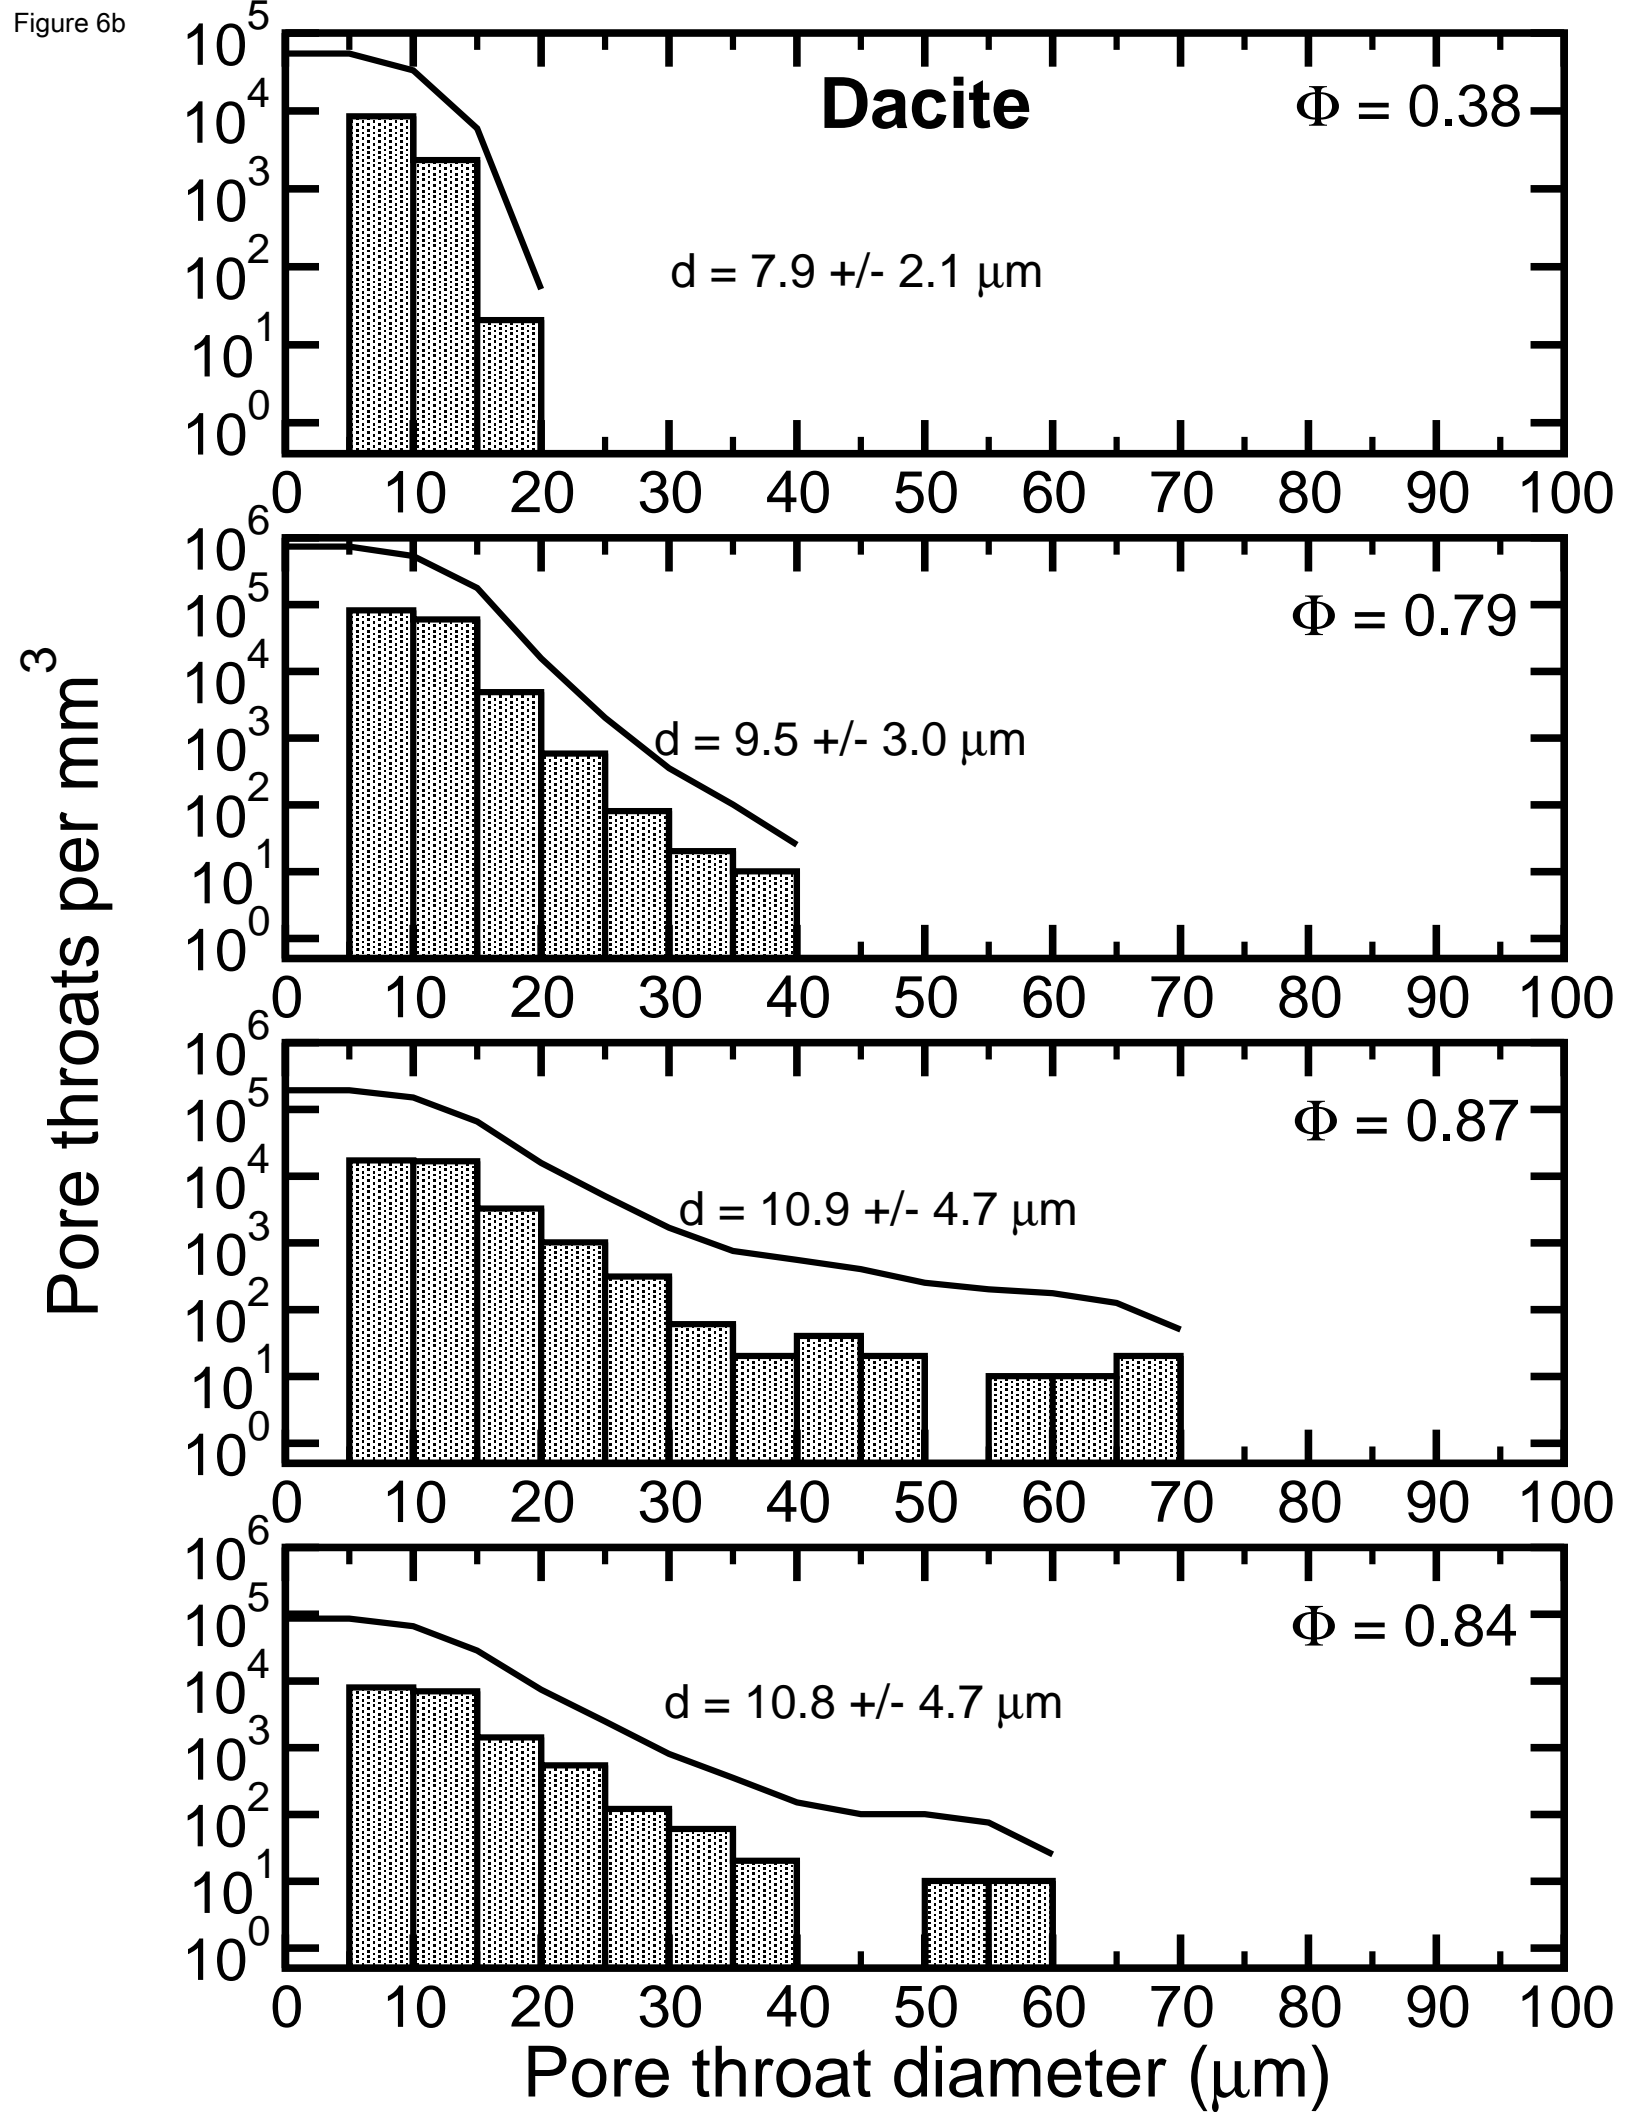 Figure 6b
Dacite
Φ = 0.38
d = 7.9 +/- 2.1 μm
10^5
10^4
10^3
10^2
10^1
10^0
0 10 20 30 40 50 60 70 80 90 100
Φ = 0.79
d = 9.5 +/- 3.0 μm
10^6
10^5
10^4
10^3
10^2
10^1
10^0
0 10 20 30 40 50 60 70 80 90 100
Φ = 0.87
d = 10.9 +/- 4.7 μm
10^6
10^5
10^4
10^3
10^2
10^1
10^0
0 10 20 30 40 50 60 70 80 90 100
Φ = 0.84
d = 10.8 +/- 4.7 μm
10^6
10^5
10^4
10^3
10^2
10^1
10^0
0 10 20 30 40 50 60 70 80 90 100
Pore throats per mm^3
Pore throat diameter (μm)